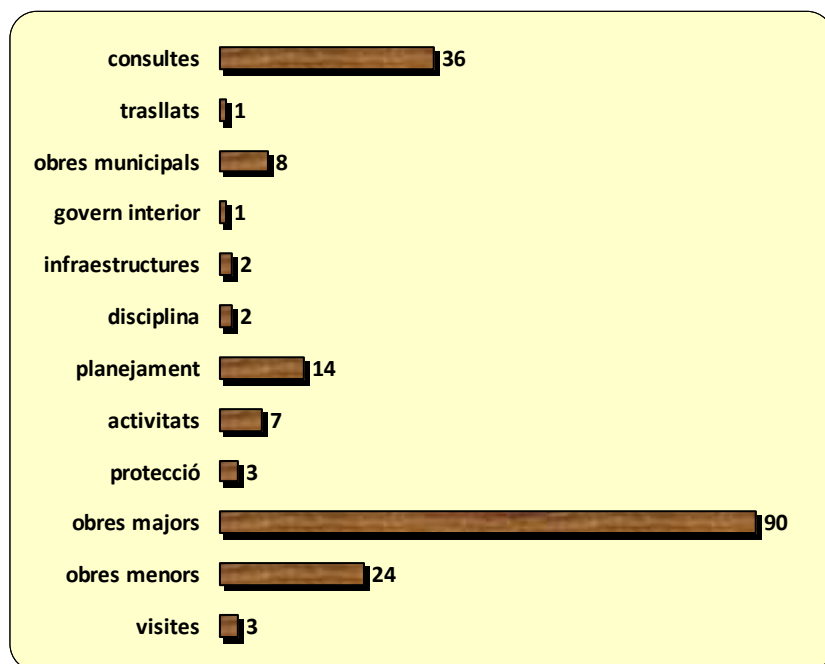 consultes 36
trasllats 1
obres municipals 8
govern interior 1
infraestructures 2
disciplina 2
planejament 14
activitats 7
protecció 3
obres majors 90
obres menors 24
visites 3